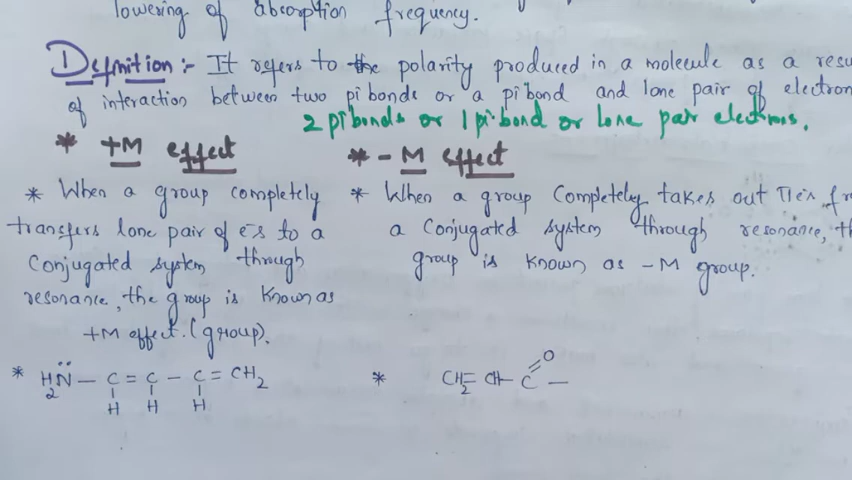 lowering of absorption frequency.
Definition :- It refers to the polarity produced in a molecule as a resu
of interaction between two pi bonds or a pi bond and lone pair of electron
2 pi bonds or 1 pi bond or lone pair electrons.
* +M effect
* - M effect
* When a group completely
transfers lone pair of e-s to a
Conjugated system through
resonance, the group is known as
+M effect. (group).
* When a group Completely takes out πe-s fr
a Conjugated system through resonance, th
group is known as -M group.
* H2N̈ - C = C - C = CH2
H H H
* CH2 = CH - C -
O